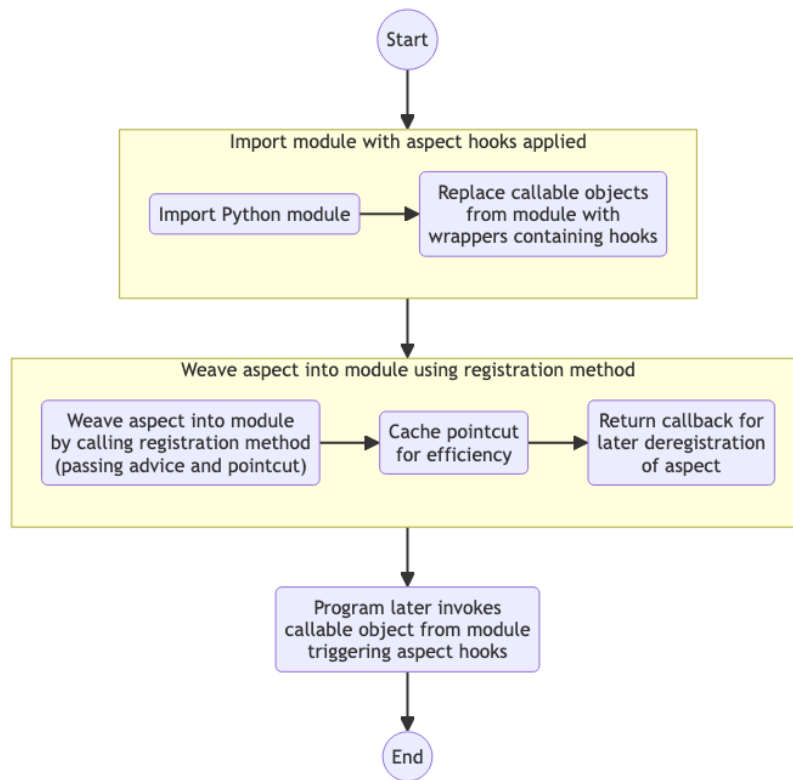 Start
Import module with aspect hooks applied
Import Python module
Replace callable objects
from module with
wrappers containing hooks
Weave aspect into module using registration method
Weave aspect into module
by calling registration method
(passing advice and pointcut)
Cache pointcut
for efficiency
Return callback for
later deregistration
of aspect
Program later invokes
callable object from module
triggering aspect hooks
End